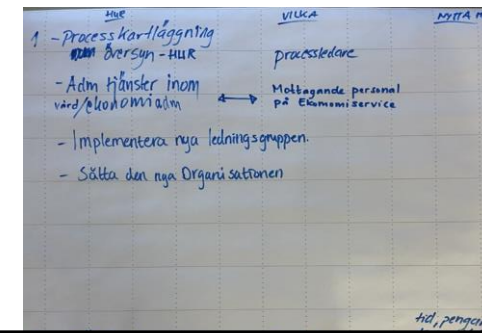 HUR VILKA NYTTA M
1 - Processkartläggning
översyn - HUR processledare
- Adm tjänster inom
vård/ekonomiadm ↔ Mottagande personal
på Ekonomiservice
- Implementera nya ledningsgruppen.
- Sätta den nya Organisationen
tid, pengar